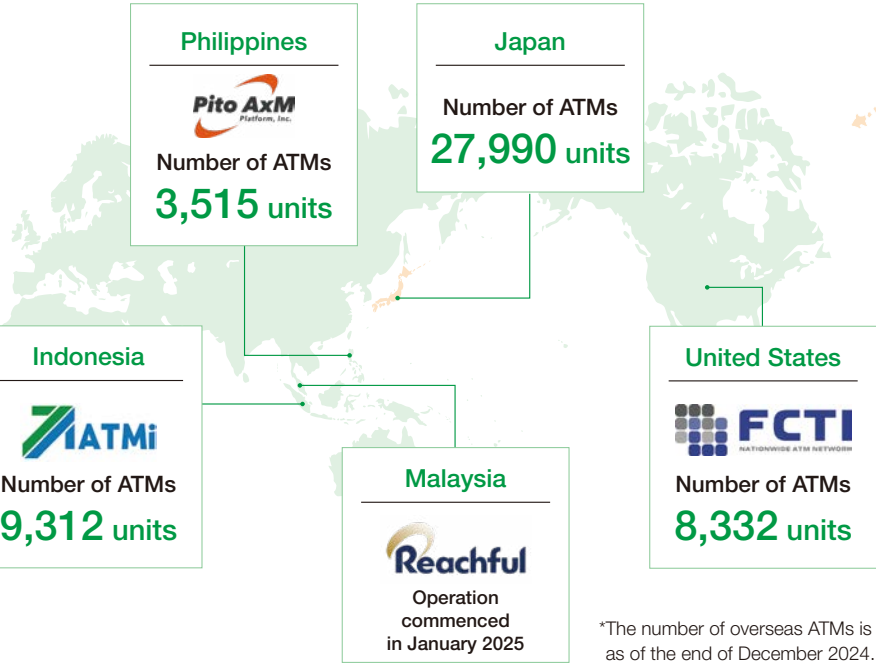 Philippines
Pito AxM
Platform, Inc.
Number of ATMs
3,515 units
Japan
Number of ATMs
27,990 units
Indonesia
ATMi
Number of ATMs
9,312 units
Malaysia
Reachful
Operation
commenced
in January 2025
United States
FCTI
NATIONWIDE ATM NETWORK
Number of ATMs
8,332 units
*The number of overseas ATMs is
as of the end of December 2024.